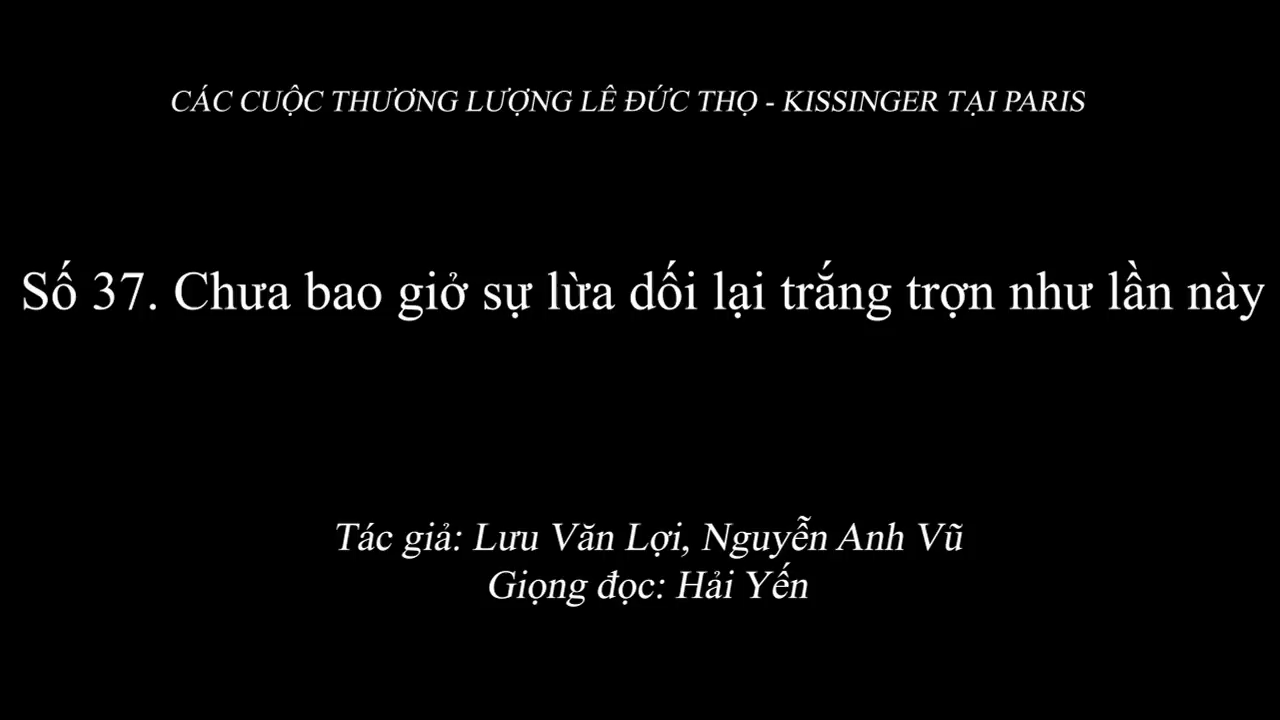 CÁC CUỘC THƯƠNG LƯỢNG LÊ ĐỨC THỌ - KISSINGER TẠI PARIS
Số 37. Chưa bao giở sự lừa dối lại trắng trợn như lần này
Tác giả: Lưu Văn Lợi, Nguyễn Anh Vũ
Giọng đọc: Hải Yến